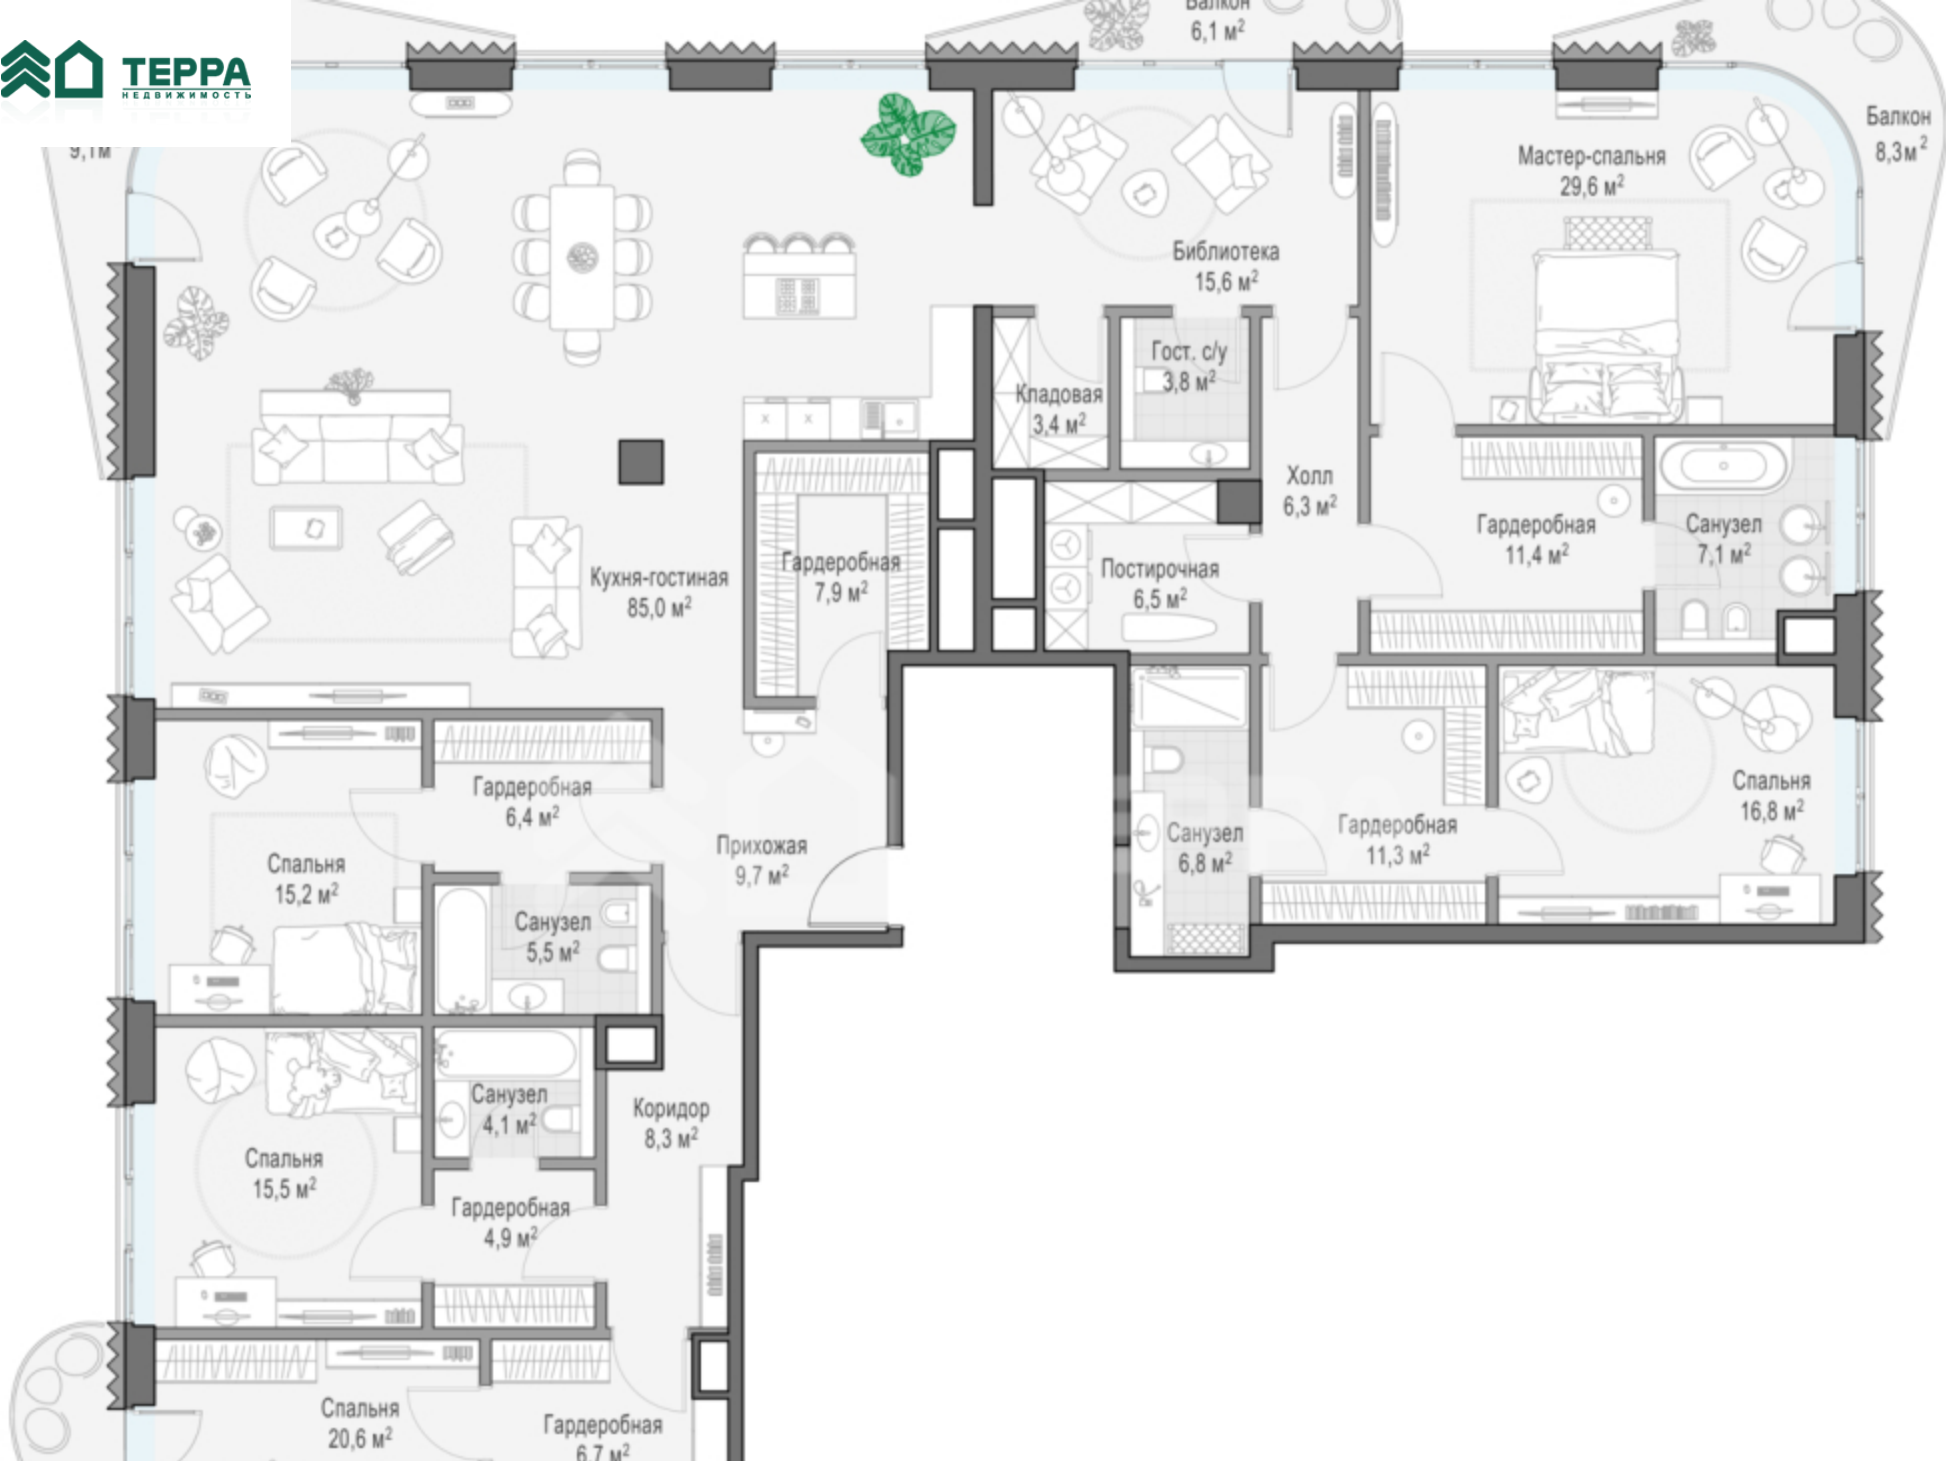 ТЕРРА
НЕДВИЖИМОСТЬ
9,1м
Балкон
6,1 м²
Балкон
8,3м²
Мастер-спальня
29,6 м²
Библиотека
15,6 м²
Гост. с/у
3,8 м²
Кладовая
3,4 м²
Холл
6,3 м²
Гардеробная
11,4 м²
Санузел
7,1 м²
Кухня-гостиная
85,0 м²
Гардеробная
7,9 м²
Постирочная
6,5 м²
Гардеробная
6,4 м²
Спальня
15,2 м²
Прихожая
9,7 м²
Санузел
6,8 м²
Гардеробная
11,3 м²
Спальня
16,8 м²
Санузел
5,5 м²
Санузел
4,1 м²
Коридор
8,3 м²
Спальня
15,5 м²
Гардеробная
4,9 м²
Спальня
20,6 м²
Гардеробная
6,7 м²